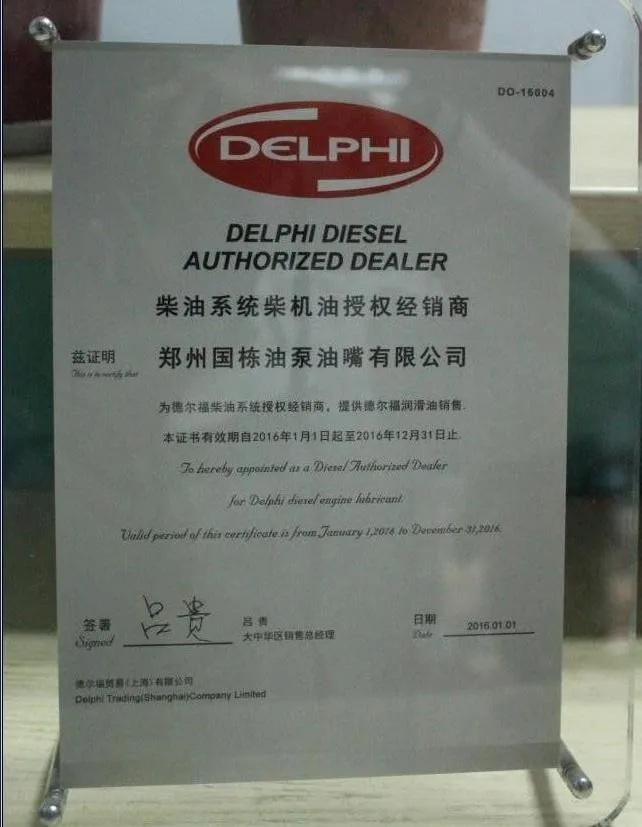 DO-16004
DELPHI
DELPHI DIESEL
AUTHORIZED DEALER
柴油系统柴机油授权经销商
兹证明 郑州国栋油泵油嘴有限公司
This is to certify that
为德尔福柴油系统授权经销商，提供德尔福润滑油销售.
本证书有效期自2016年1月1日起至2016年12月31日止.
To hereby appointed as a Diesel Authorized Dealer
for Delphi diesel engine lubricant
Valid period of this certificate is from January 1,2016 to December 31,2016.
签署 吕贵 吕 贵 日期 2016.01.01
Signed 大中华区销售总经理 Date
德尔福贸易(上海)有限公司
Delphi Trading(Shanghai)Company Limited